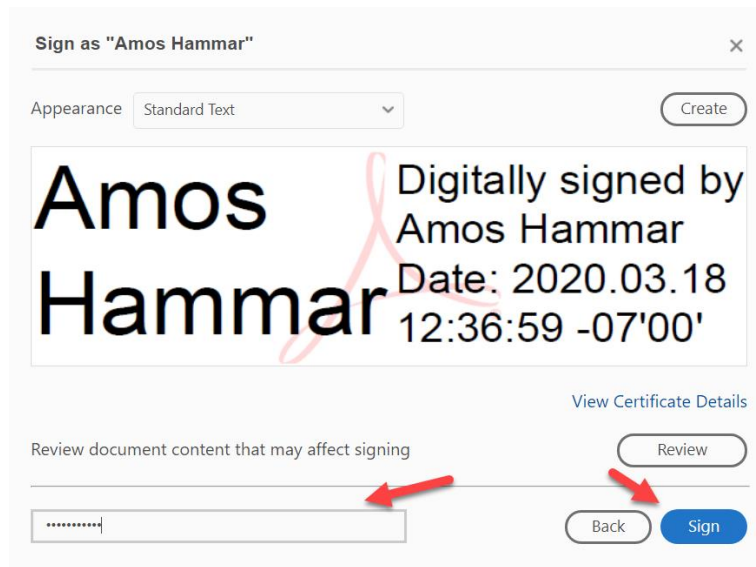 Sign as "Amos Hammar"
Appearance Standard Text
Create
Amos
Hammar
Digitally signed by
Amos Hammar
Date: 2020.03.18
12:36:59 -07'00'
View Certificate Details
Review document content that may affect signing
Review
•••••••••••
Back
Sign